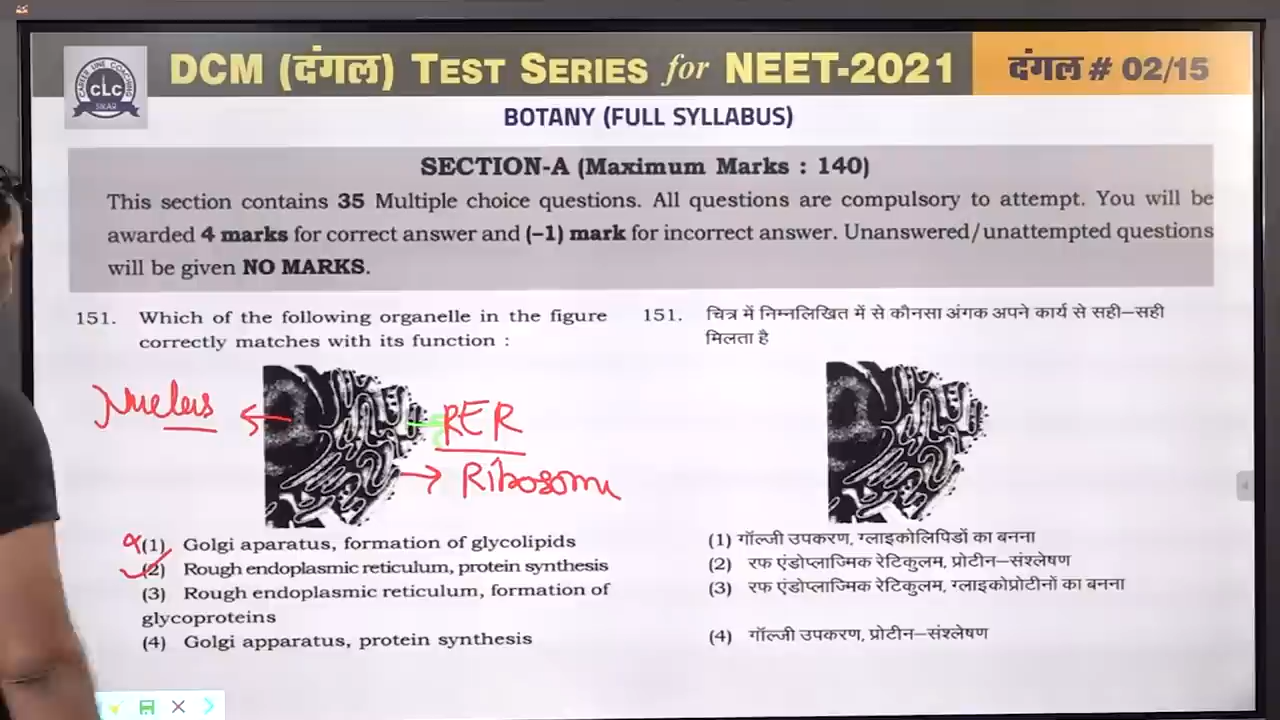 CAREER LINE COACHING
CLC
SIKAR
DCM (दंगल) TEST SERIES for NEET-2021
दंगल # 02/15
BOTANY (FULL SYLLABUS)
SECTION-A (Maximum Marks : 140)
This section contains 35 Multiple choice questions. All questions are compulsory to attempt. You will be
awarded 4 marks for correct answer and (–1) mark for incorrect answer. Unanswered/unattempted questions
will be given NO MARKS.
151. Which of the following organelle in the figure
correctly matches with its function :
Nucleus
RER
Ribosome
(1) Golgi aparatus, formation of glycolipids
(2) Rough endoplasmic reticulum, protein synthesis
(3) Rough endoplasmic reticulum, formation of
glycoproteins
(4) Golgi apparatus, protein synthesis
151. चित्र में निम्नलिखित में से कौनसा अंगक अपने कार्य से सही–सही
मिलता है
(1) गॉल्जी उपकरण, ग्लाइकोलिपिडों का बनना
(2) रफ एंडोप्लाज्मिक रेटिकुलम, प्रोटीन–संश्लेषण
(3) रफ एंडोप्लाज्मिक रेटिकुलम, ग्लाइकोप्रोटीनों का बनना
(4) गॉल्जी उपकरण, प्रोटीन–संश्लेषण